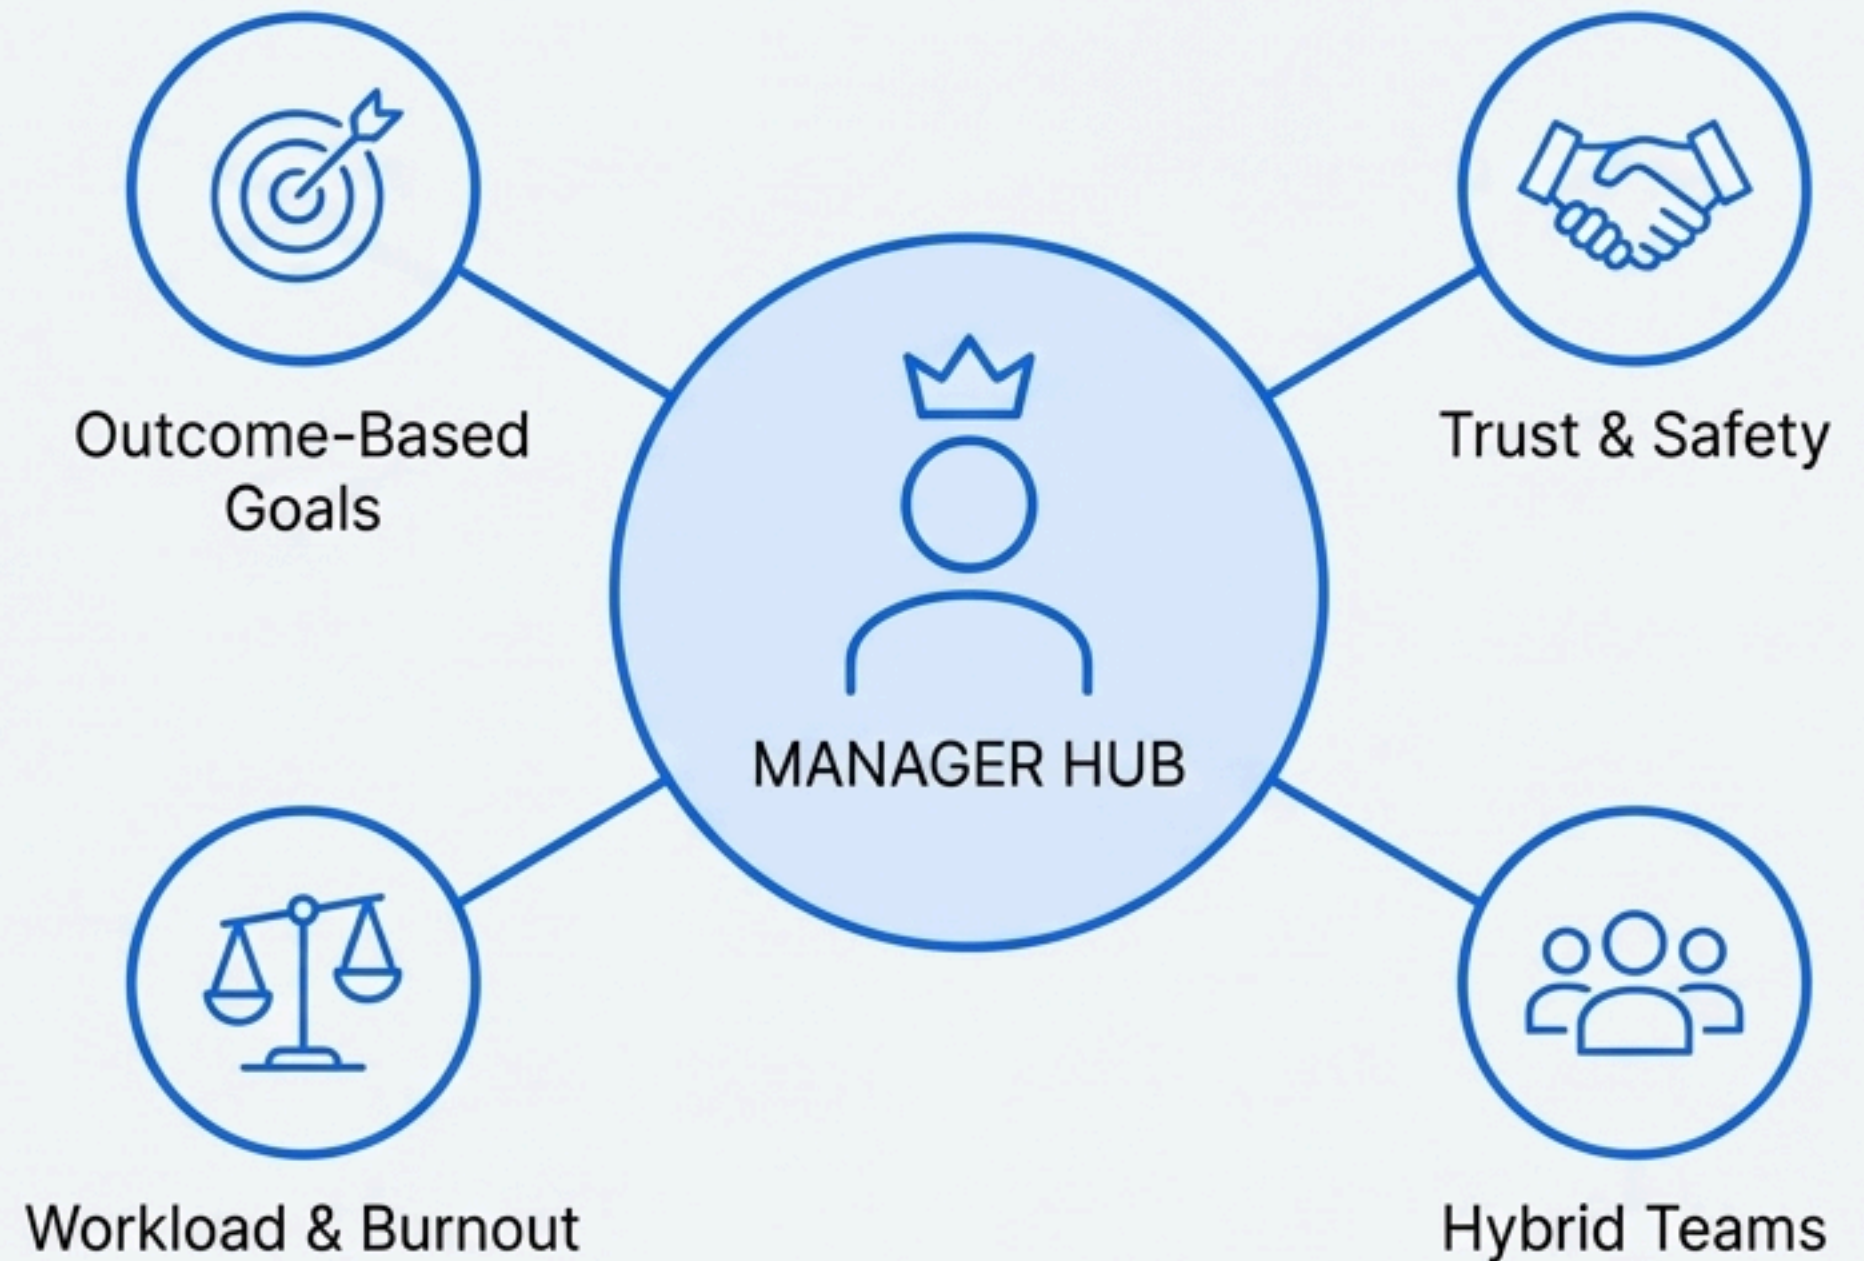 Outcome-Based
Goals
Trust & Safety
MANAGER HUB
Workload & Burnout
Hybrid Teams